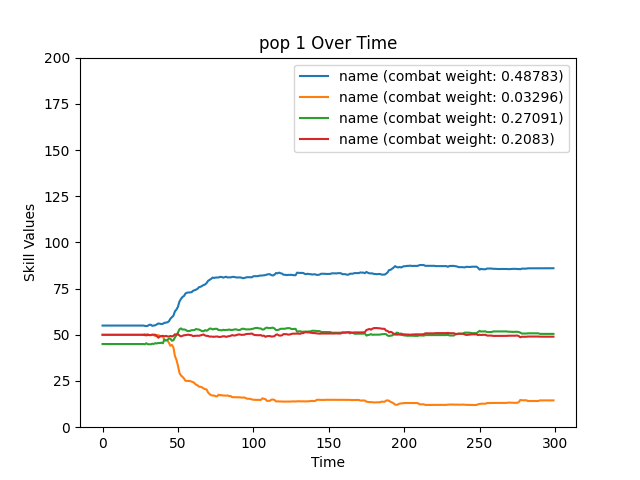 pop 1 Over Time
name (combat weight: 0.48783)
name (combat weight: 0.03296)
name (combat weight: 0.27091)
name (combat weight: 0.2083)
Skill Values
200
175
150
125
100
75
50
25
0
0 50 100 150 200 250 300
Time